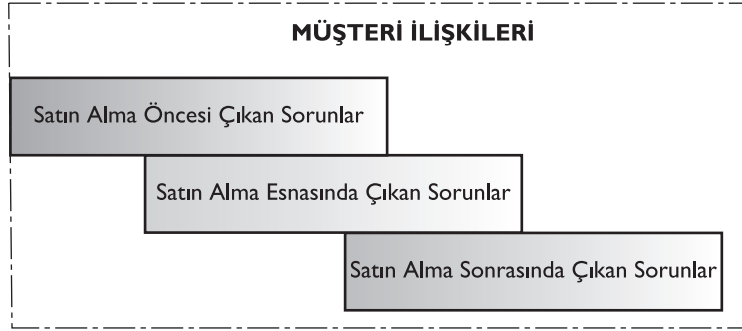 MÜŞTERİ İLİŞKİLERİ
Satın Alma Öncesi Çıkan Sorunlar
Satın Alma Esnasında Çıkan Sorunlar
Satın Alma Sonrasında Çıkan Sorunlar